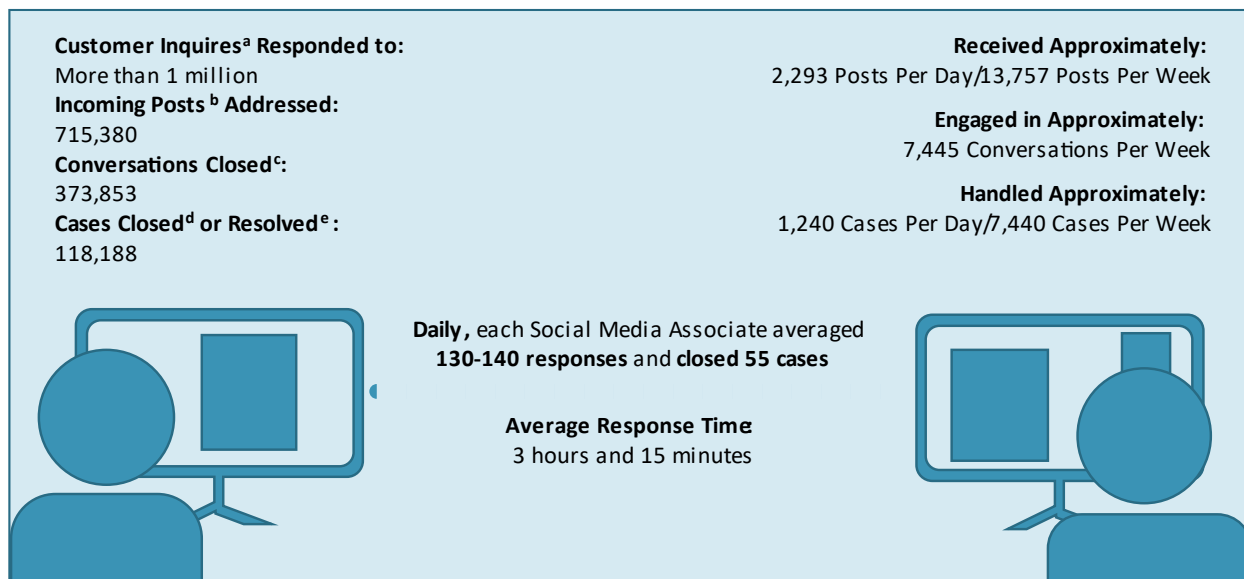 Customer Inquires^a Responded to:
More than 1 million
Incoming Posts^b Addressed:
715,380
Conversations Closed^c:
373,853
Cases Closed^d or Resolved^e:
118,188
Received Approximately:
2,293 Posts Per Day/13,757 Posts Per Week
Engaged in Approximately:
7,445 Conversations Per Week
Handled Approximately:
1,240 Cases Per Day/7,440 Cases Per Week
Daily, each Social Media Associate averaged
130-140 responses and closed 55 cases
Average Response Time:
3 hours and 15 minutes